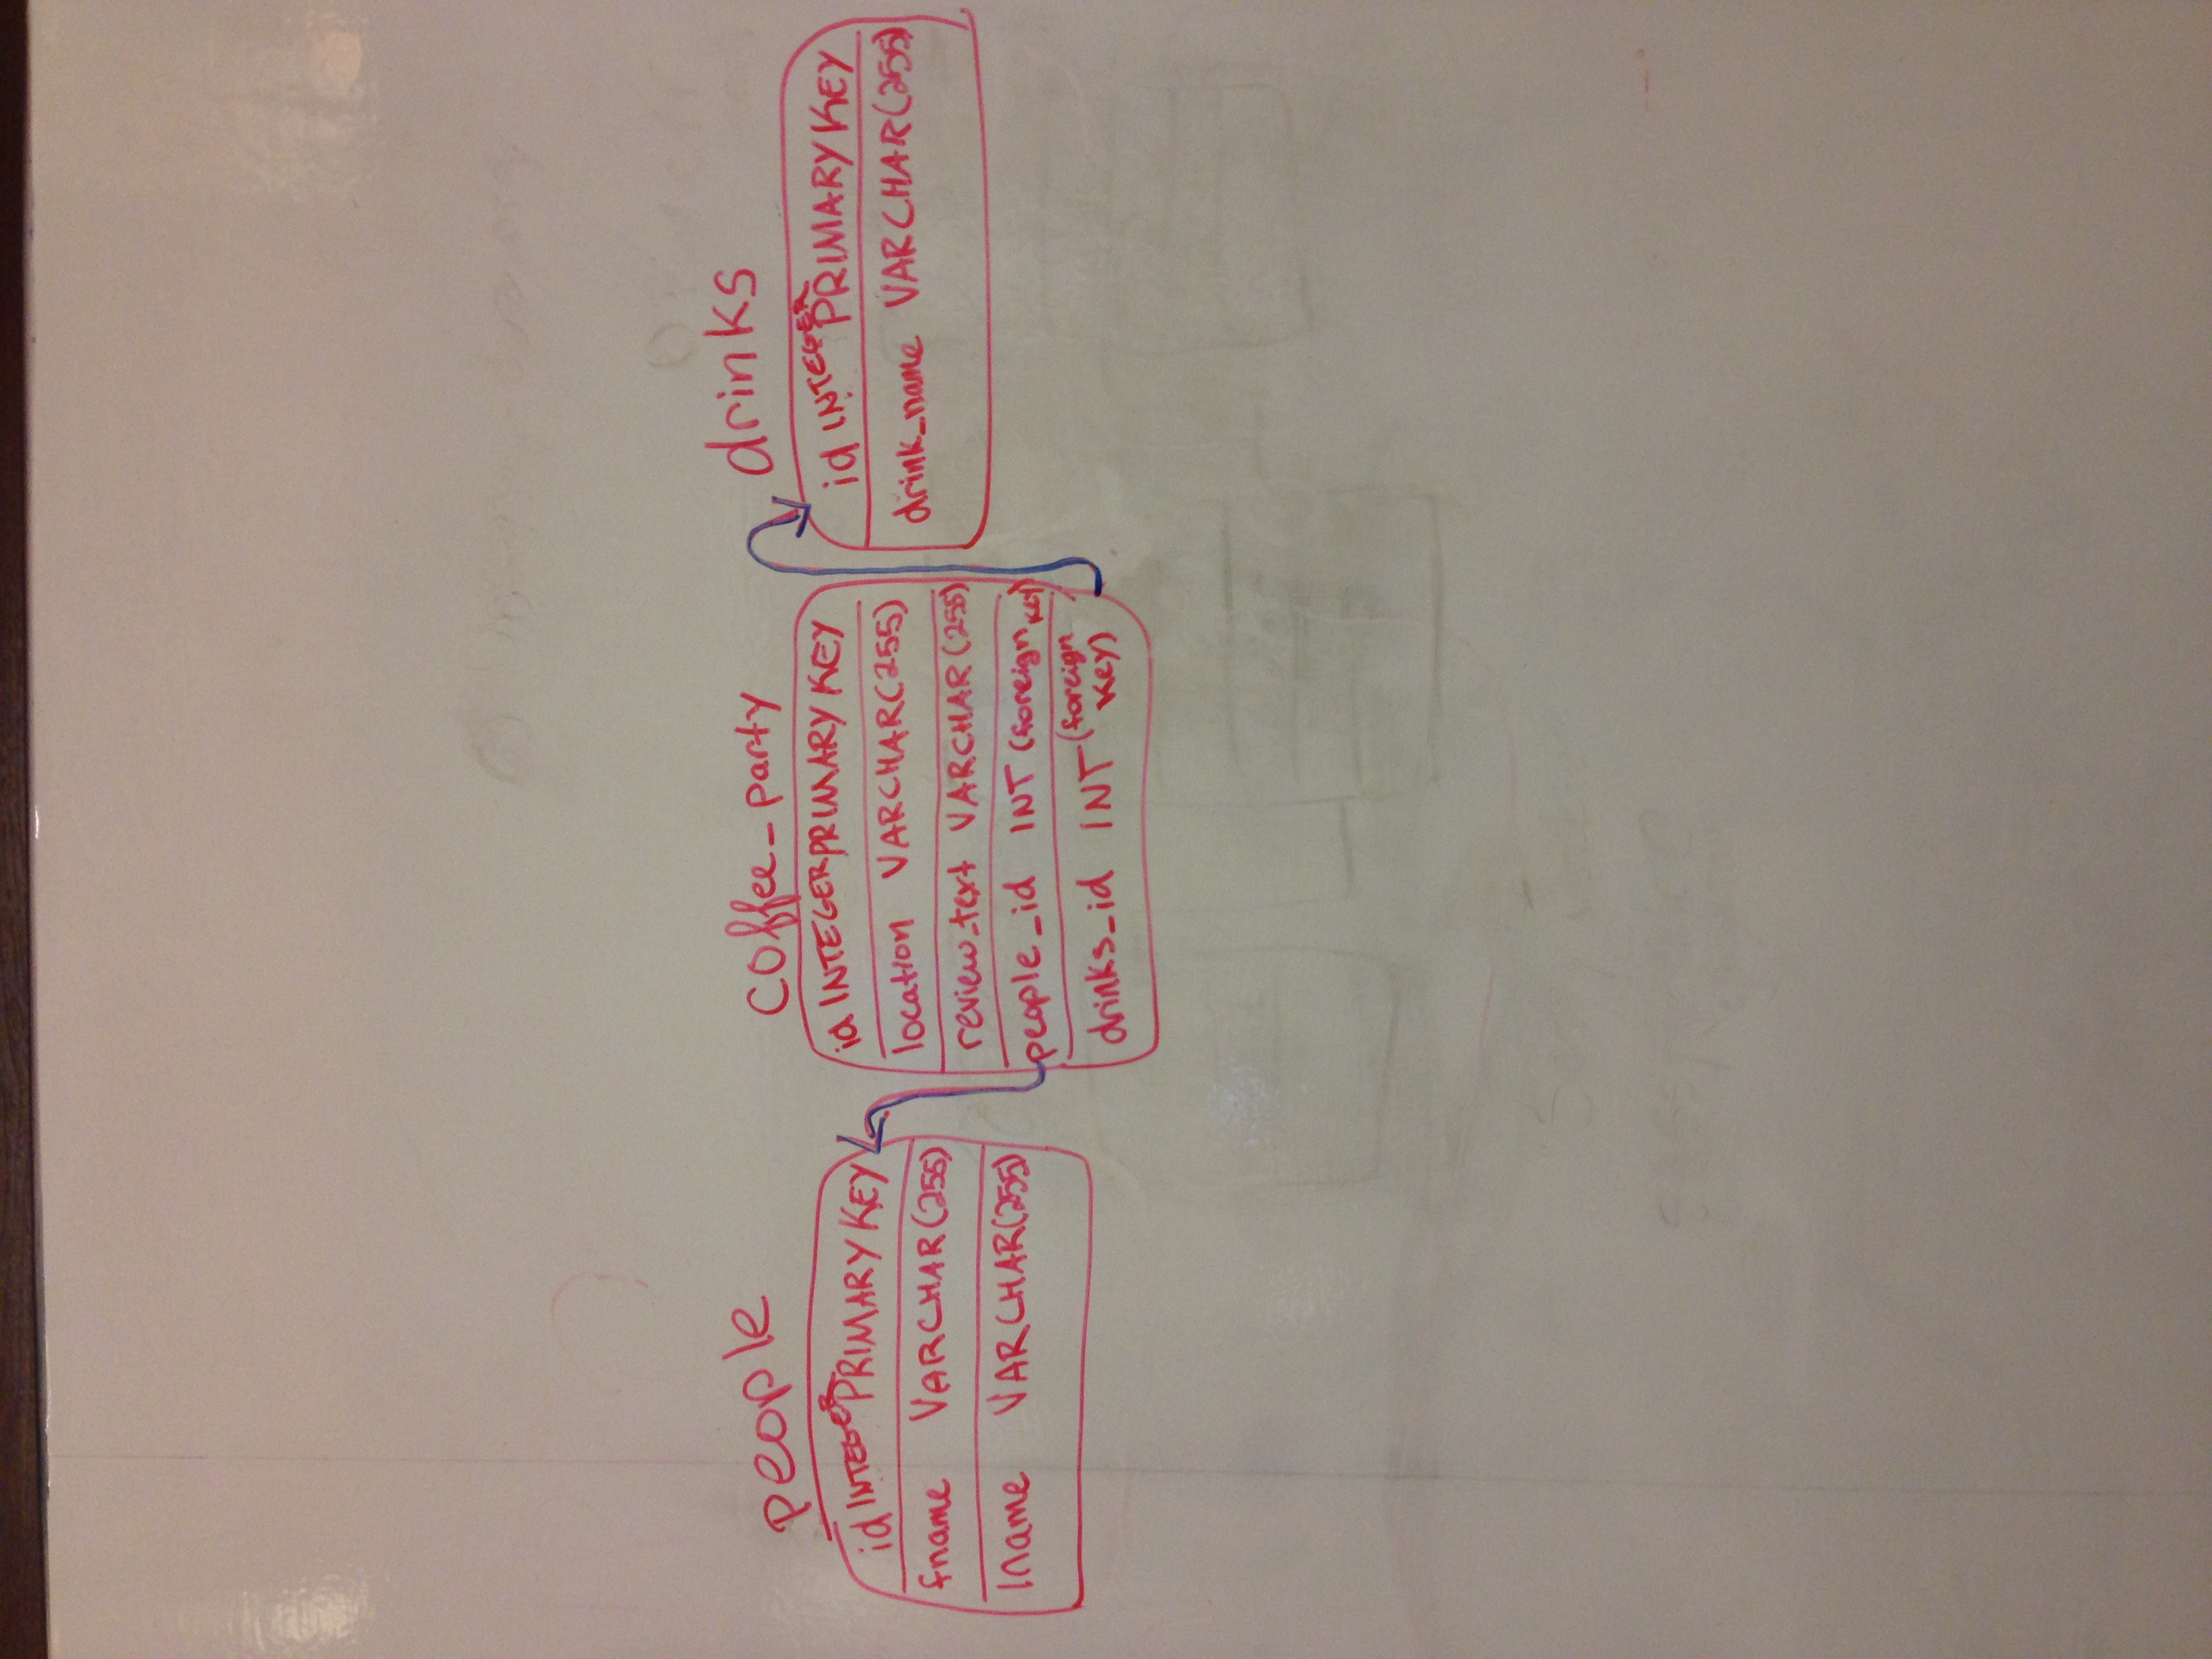 people
id INTEGER PRIMARY KEY
fname VARCHAR(255)
lname VARCHAR(255)
coffee_party
id INTEGER PRIMARY KEY
location VARCHAR(255)
review_text VARCHAR(255)
people_id INT (foreign key)
drinks_id INT (foreign key)
drinks
id INTEGER PRIMARY KEY
drink_name VARCHAR(255)